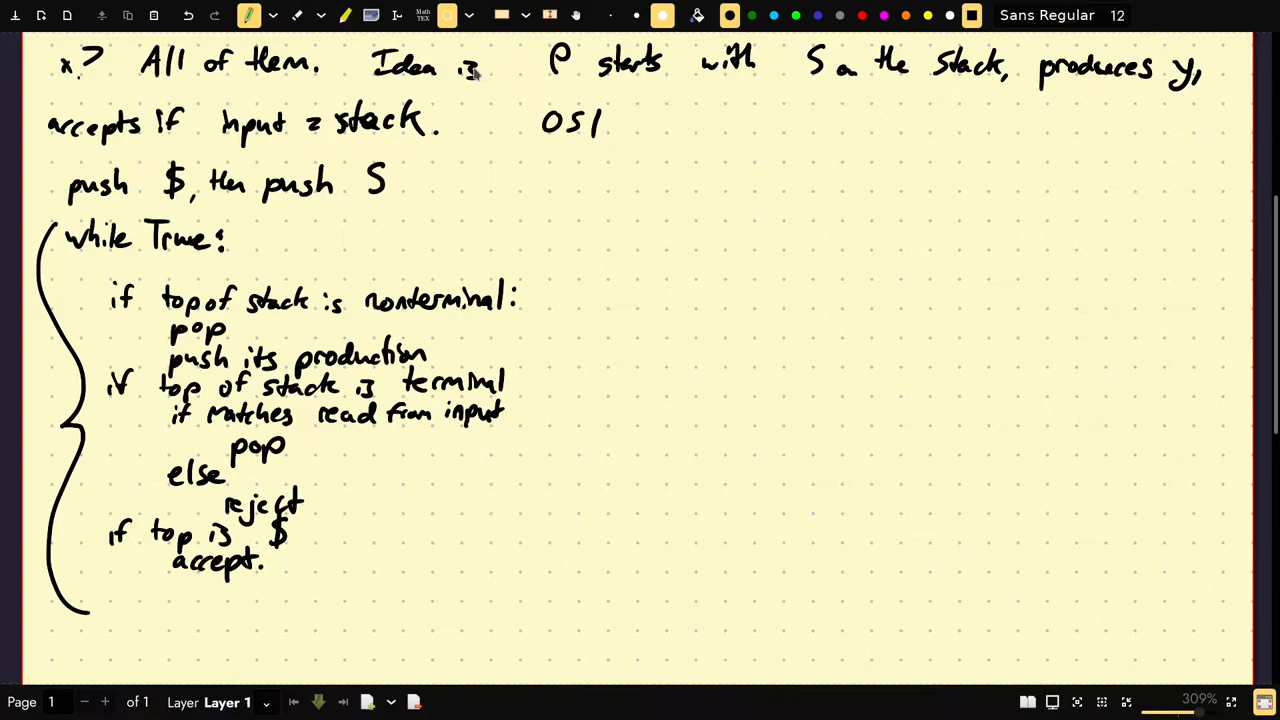 Math
TEX
Sans Regular 12
x? All of them. Idea is P starts with S on the stack, produces y,
accepts if input = stack. 0S1
push $, then push S
while True:
if top of stack is nonterminal:
pop
push its production
if top of stack is terminal
if matches read from input
pop
else
reject
if top is $
accept.
Page 1 of 1 Layer Layer 1 309%